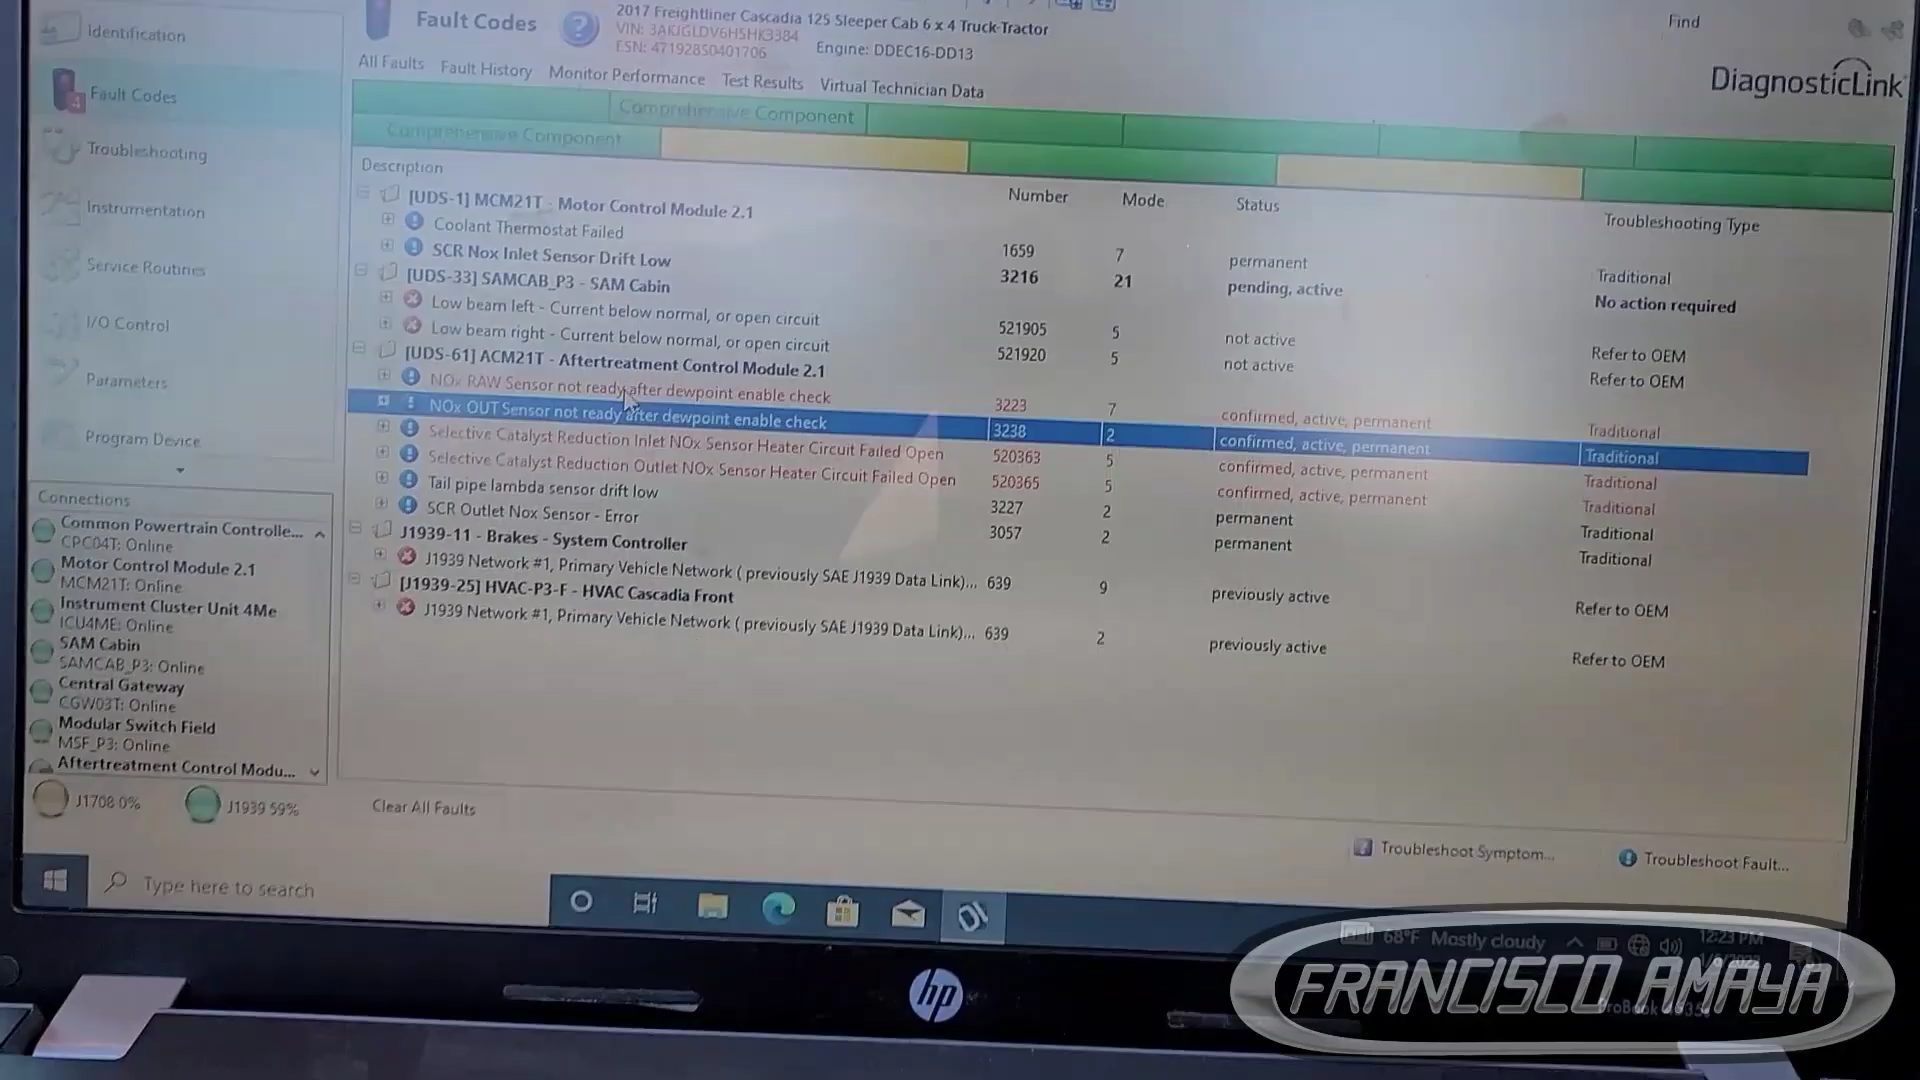 Identification
Fault Codes
Troubleshooting
Instrumentation
Service Routines
I/O Control
Parameters
Program Device
Connections
Common Powertrain Controlle...
CPC04T: Online
Motor Control Module 2.1
MCM21T: Online
Instrument Cluster Unit 4Me
ICU4ME: Online
SAM Cabin
SAMCAB_P3: Online
Central Gateway
CGW03T: Online
Modular Switch Field
MSF_P3: Online
Aftertreatment Control Modu...
J1708 0%
J1939 59%
Fault Codes
2017 Freightliner Cascadia 125 Sleeper Cab 6 x 4 Truck-Tractor
VIN: 3AKJGLDV6HSHK3384
ESN: 471928S0401706
Engine: DDEC16-DD13
Find
DiagnosticLink
All Faults Fault History Monitor Performance Test Results Virtual Technician Data
Comprehensive Component
Comprehensive Component
Description Number Mode Status Troubleshooting Type
[UDS-1] MCM21T - Motor Control Module 2.1
Coolant Thermostat Failed 1659 7 permanent Traditional
SCR Nox Inlet Sensor Drift Low 3216 21 pending, active No action required
[UDS-33] SAMCAB_P3 - SAM Cabin
Low beam left - Current below normal, or open circuit 521905 5 not active Refer to OEM
Low beam right - Current below normal, or open circuit 521920 5 not active Refer to OEM
[UDS-61] ACM21T - Aftertreatment Control Module 2.1
NOx RAW Sensor not ready after dewpoint enable check 3223 7 confirmed, active, permanent Traditional
NOx OUT Sensor not ready after dewpoint enable check 3238 2 confirmed, active, permanent Traditional
Selective Catalyst Reduction Inlet NOx Sensor Heater Circuit Failed Open 520363 5 confirmed, active, permanent Traditional
Selective Catalyst Reduction Outlet NOx Sensor Heater Circuit Failed Open 520365 5 confirmed, active, permanent Traditional
Tail pipe lambda sensor drift low 3227 2 permanent Traditional
SCR Outlet Nox Sensor - Error 3057 2 permanent Traditional
J1939-11 - Brakes - System Controller
J1939 Network #1, Primary Vehicle Network ( previously SAE J1939 Data Link)... 639 9 previously active Refer to OEM
[J1939-25] HVAC-P3-F - HVAC Cascadia Front
J1939 Network #1, Primary Vehicle Network ( previously SAE J1939 Data Link)... 639 2 previously active Refer to OEM
Clear All Faults
Troubleshoot Symptom...
Troubleshoot Fault...
Type here to search
68°F Mostly cloudy
12:23 PM
hp
FRANCISCO AMAYA